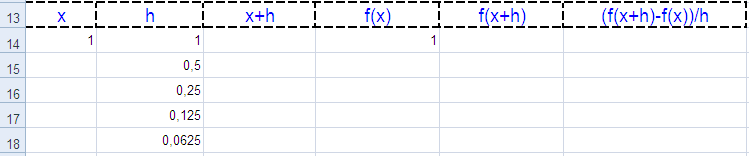 13 x h x+h f(x) f(x+h) (f(x+h)-f(x))/h
14 1 1 1
15 0,5
16 0,25
17 0,125
18 0,0625